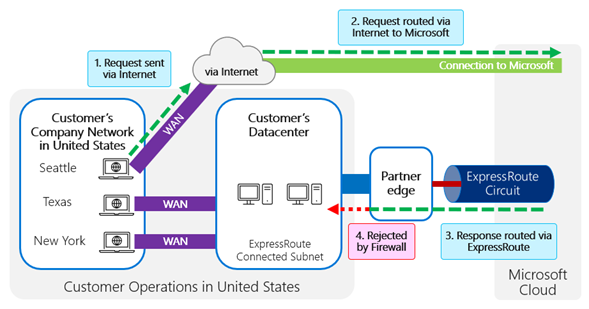 2. Request routed via
Internet to Microsoft
1. Request sent
via Internet
via Internet
Connection to Microsoft
WAN
Customer's
Company Network
in United States
Customer's
Datacenter
Seattle
Partner
edge
ExpressRoute
Circuit
Texas
WAN
New York
WAN
ExpressRoute
Connected Subnet
4. Rejected
by Firewall
3. Response routed via
ExpressRoute
Customer Operations in United States
Microsoft
Cloud